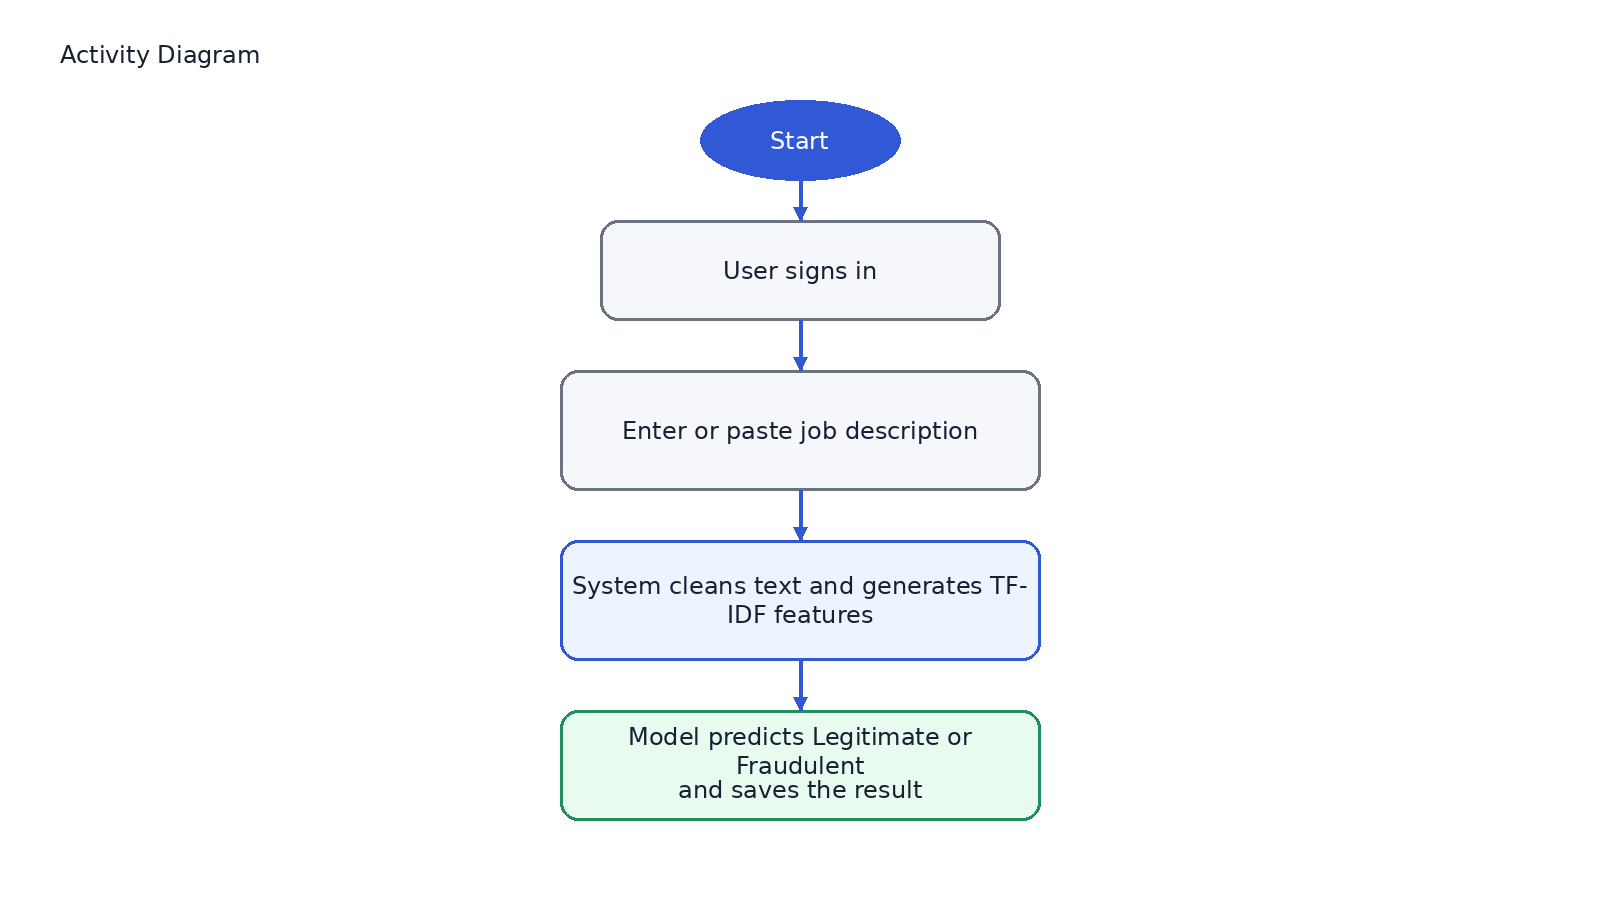 Activity Diagram
Start
User signs in
Enter or paste job description
System cleans text and generates TF-
IDF features
Model predicts Legitimate or
Fraudulent
and saves the result